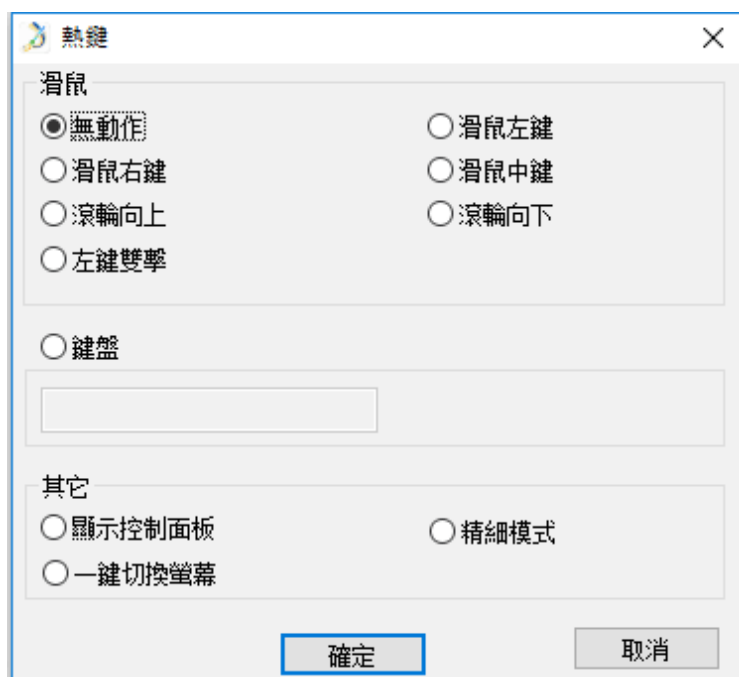 熱鍵
滑鼠
無動作 滑鼠左鍵
滑鼠右鍵 滑鼠中鍵
滾輪向上 滾輪向下
左鍵雙擊
鍵盤
其它
顯示控制面板 精細模式
一鍵切換螢幕
確定 取消